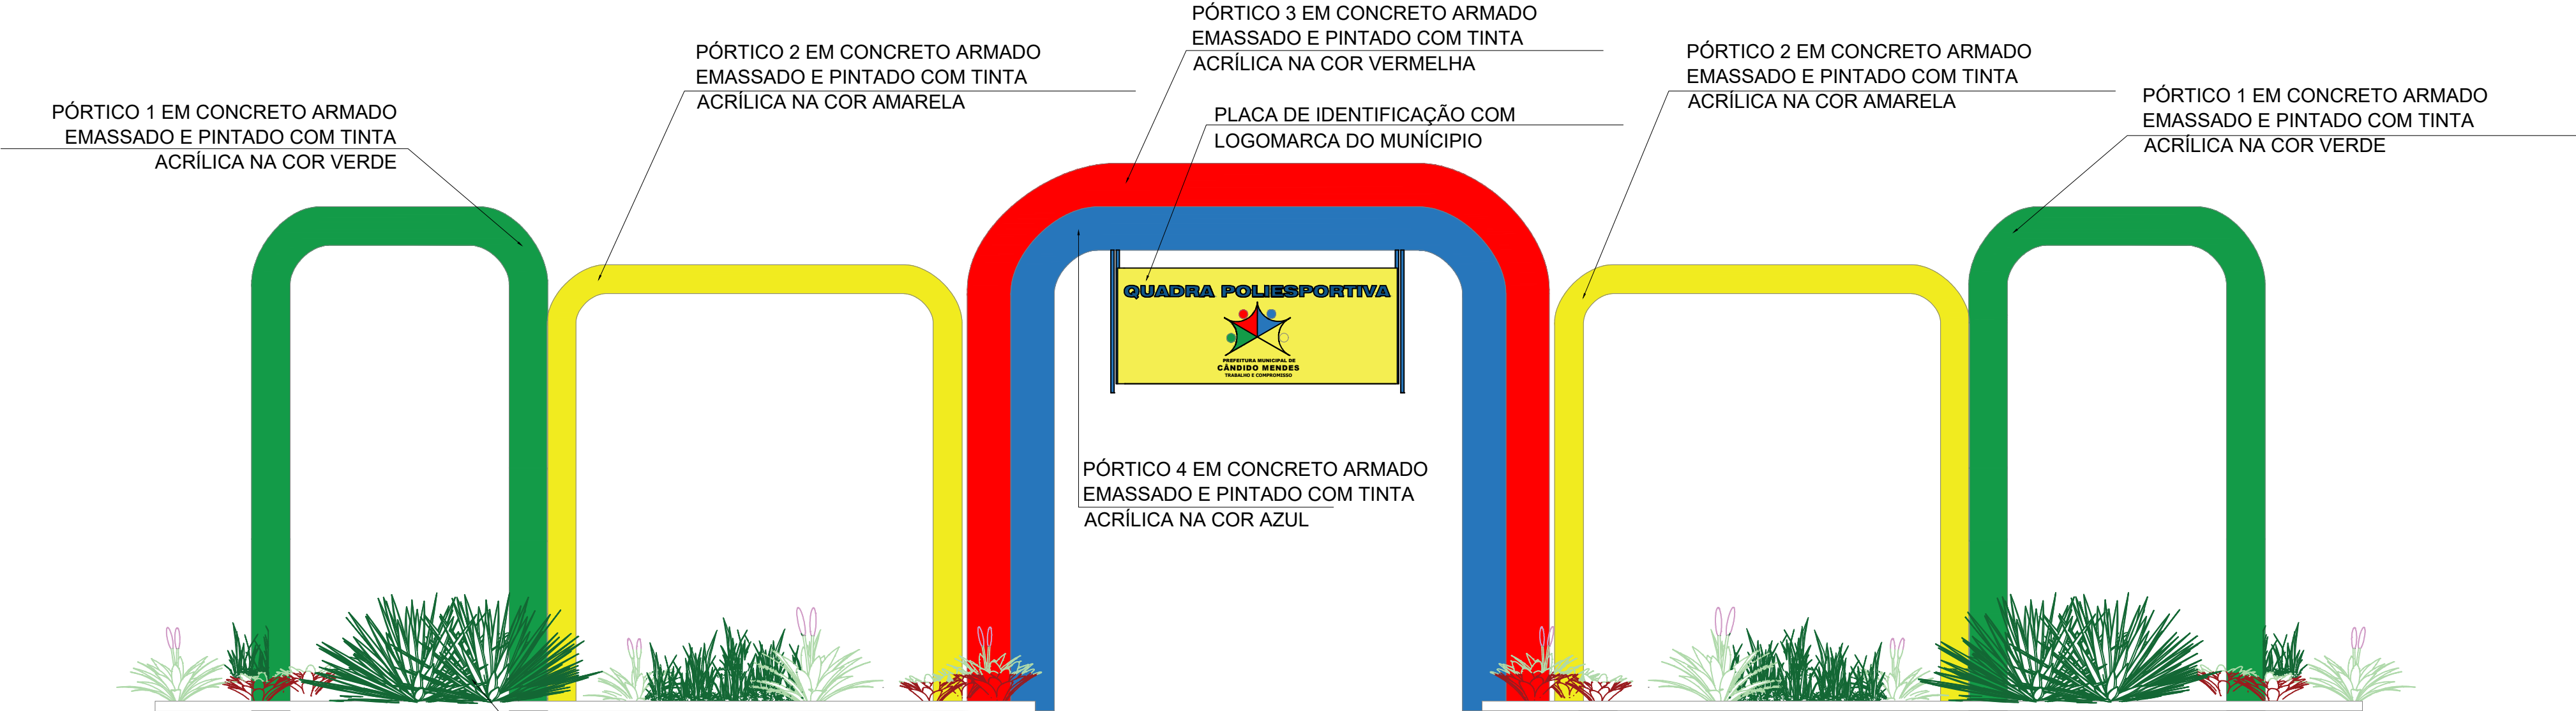 PÓRTICO 1 EM CONCRETO ARMADO
EMASSADO E PINTADO COM TINTA
ACRÍLICA NA COR VERDE
PÓRTICO 2 EM CONCRETO ARMADO
EMASSADO E PINTADO COM TINTA
ACRÍLICA NA COR AMARELA
PÓRTICO 3 EM CONCRETO ARMADO
EMASSADO E PINTADO COM TINTA
ACRÍLICA NA COR VERMELHA
PLACA DE IDENTIFICAÇÃO COM
LOGOMARCA DO MUNÍCIPIO
PÓRTICO 2 EM CONCRETO ARMADO
EMASSADO E PINTADO COM TINTA
ACRÍLICA NA COR AMARELA
PÓRTICO 1 EM CONCRETO ARMADO
EMASSADO E PINTADO COM TINTA
ACRÍLICA NA COR VERDE
QUADRA POLIESPORTIVA
PREFEITURA MUNICIPAL DE
CÂNDIDO MENDES
TRABALHO E COMPROMISSO
PÓRTICO 4 EM CONCRETO ARMADO
EMASSADO E PINTADO COM TINTA
ACRÍLICA NA COR AZUL